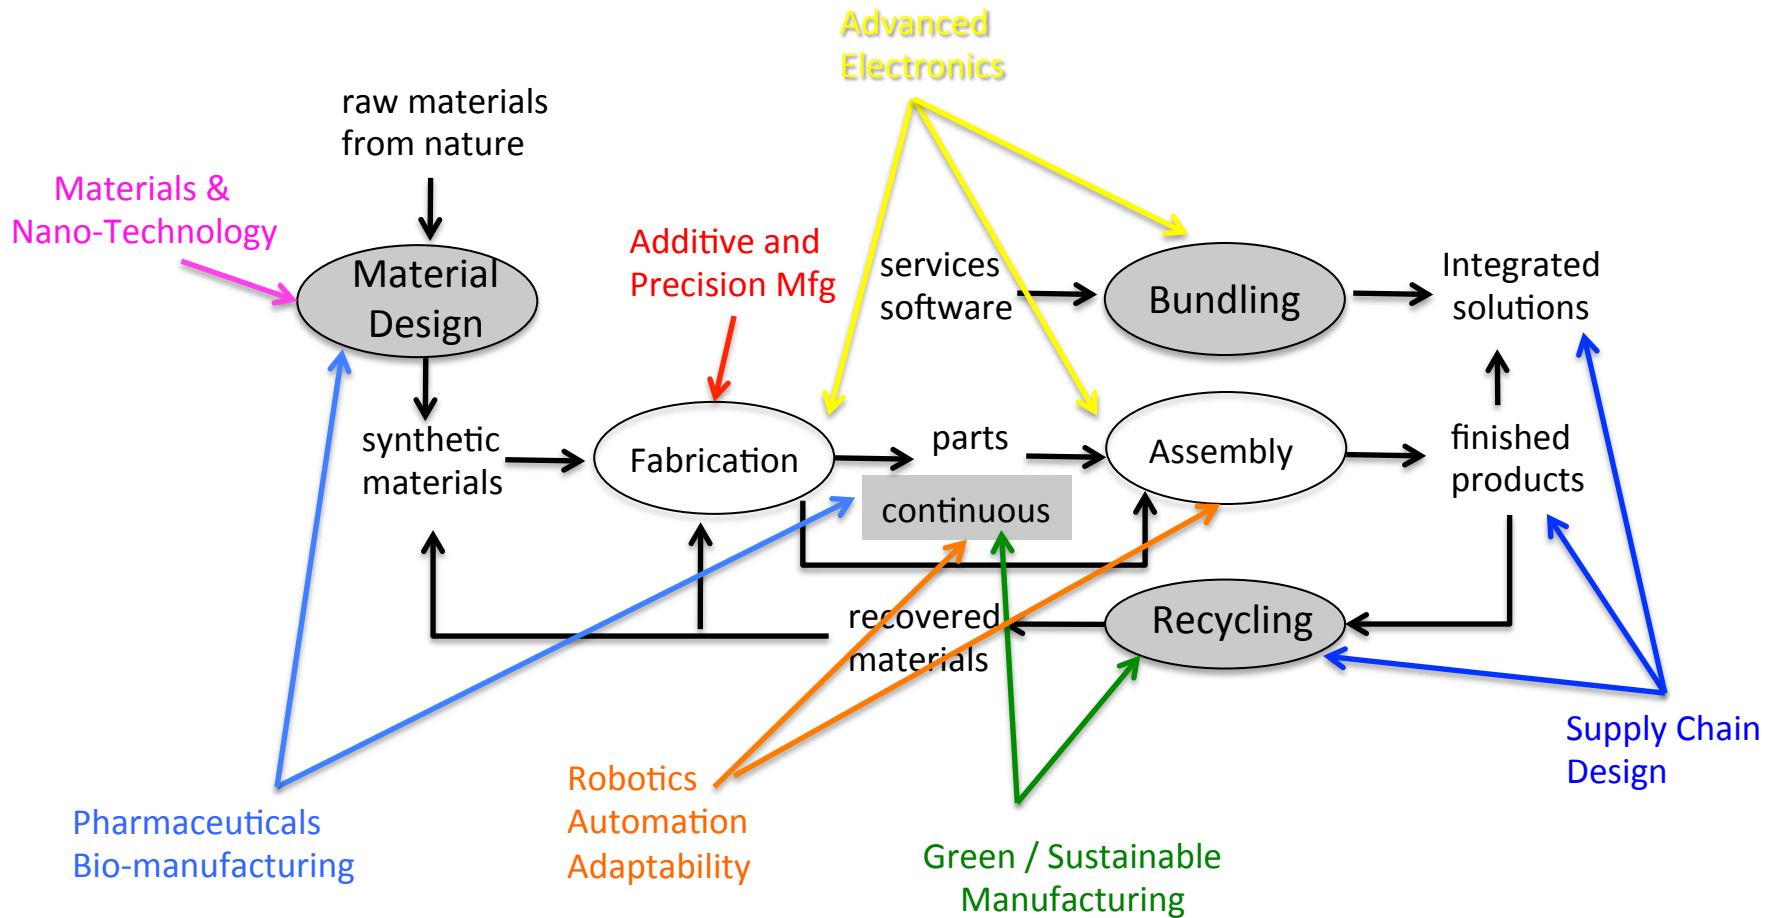 Advanced
Electronics
raw materials
from nature
Materials &
Nano-Technology
Material
Design
Additive and
Precision Mfg
services
software
Bundling
Integrated
solutions
synthetic
materials
Fabrication
parts
continuous
Assembly
finished
products
recovered
materials
Recycling
Supply Chain
Design
Pharmaceuticals
Bio-manufacturing
Robotics
Automation
Adaptability
Green / Sustainable
Manufacturing